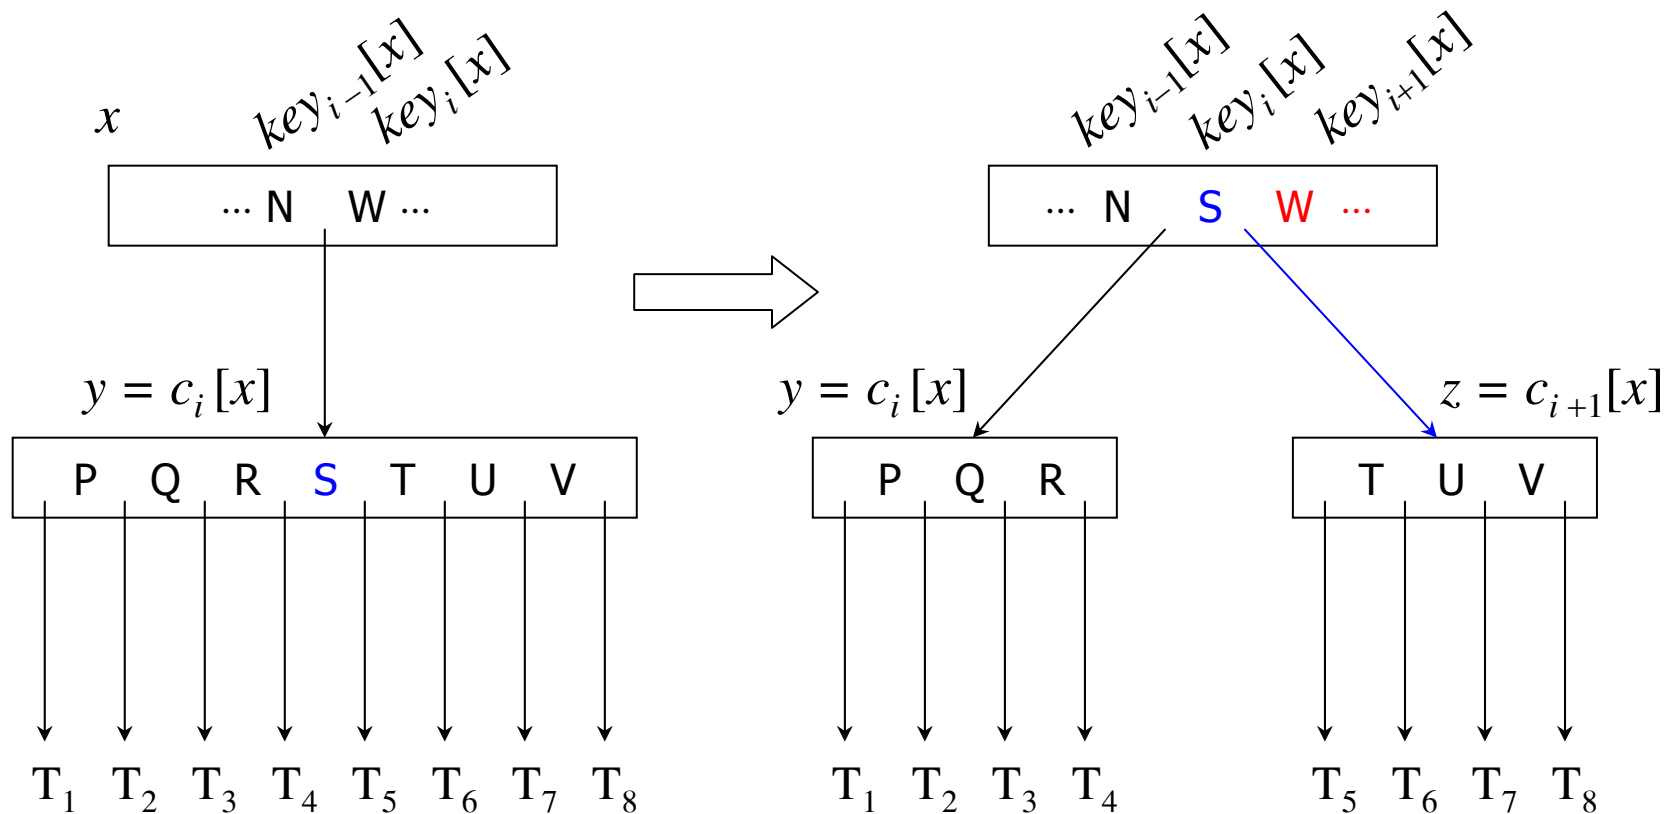 x key_{i-1}[x] key_i[x] key_{i-1}[x] key_i[x] key_{i+1}[x]
... N W ... ... N S W ...
y = c_i[x] y = c_i[x] z = c_{i+1}[x]
P Q R S T U V P Q R T U V
T_1 T_2 T_3 T_4 T_5 T_6 T_7 T_8 T_1 T_2 T_3 T_4 T_5 T_6 T_7 T_8